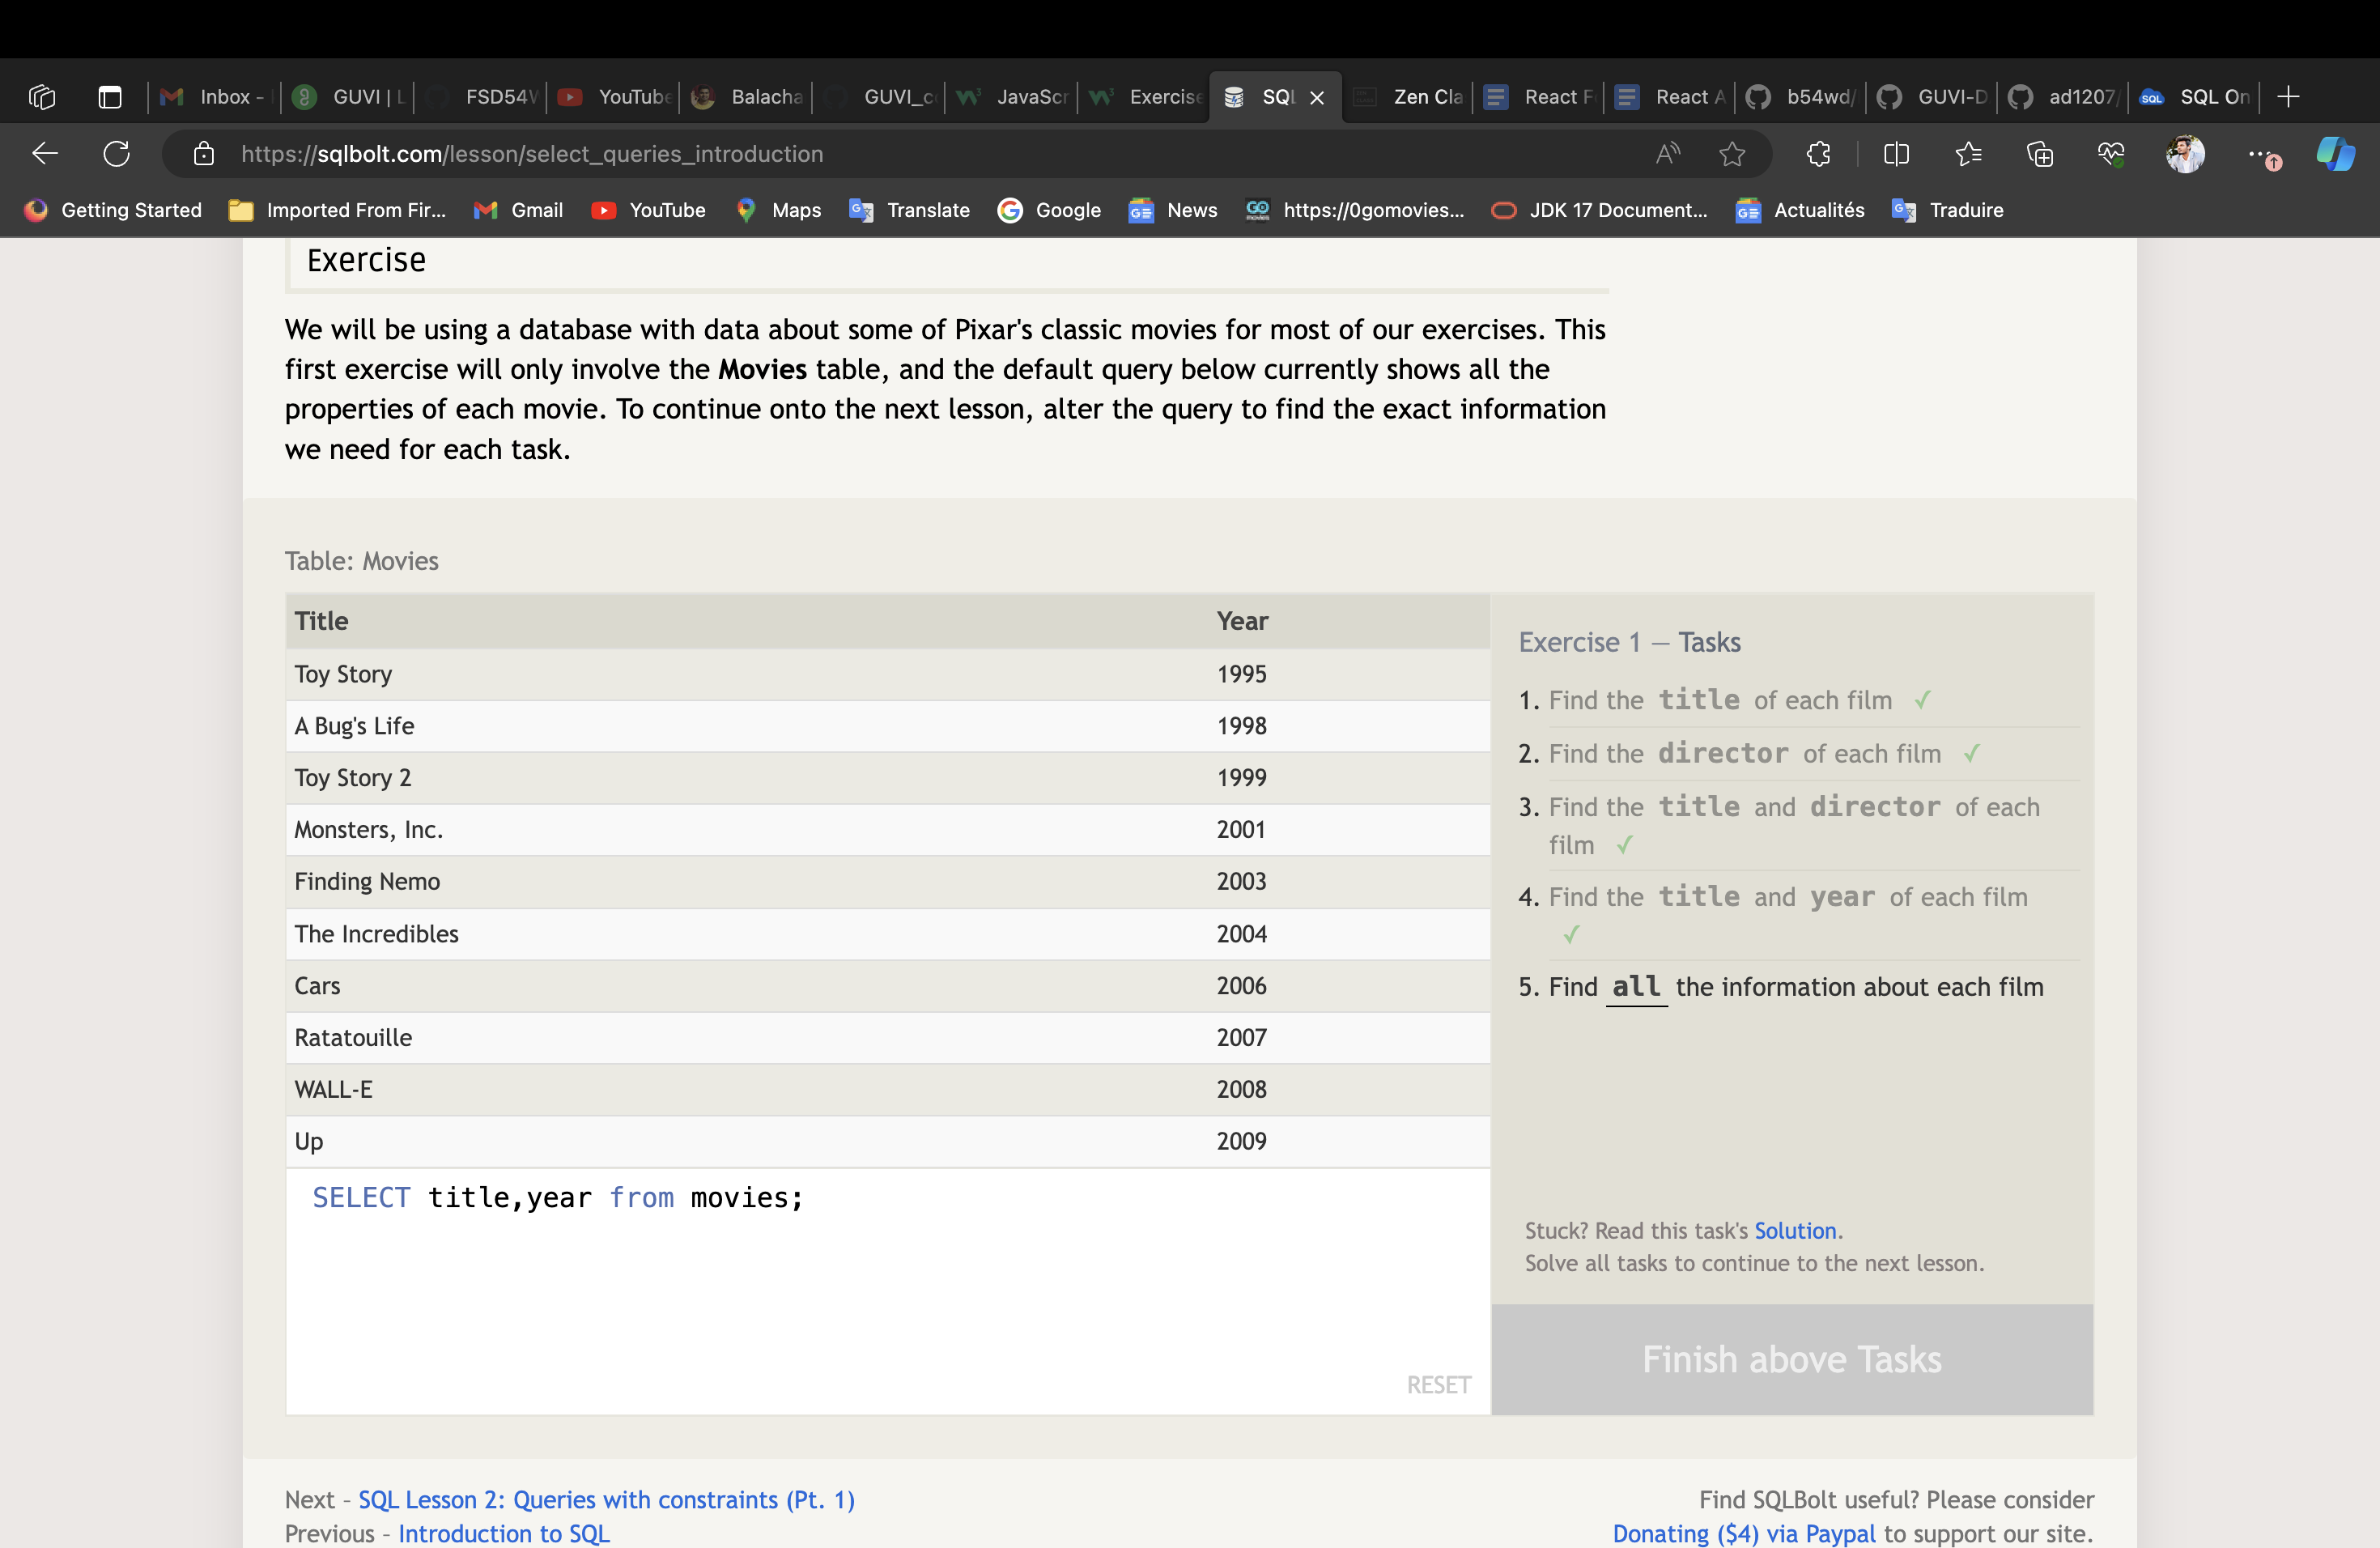 Inbox -
GUVI | L
FSD54W
YouTube
Balacha
GUVI_c
JavaScr
Exercise
SQL
Zen Cla
React F
React A
b54wd/
GUVI-D
ad1207/
SQL On
https://sqlbolt.com/lesson/select_queries_introduction
Getting Started
Imported From Fir...
Gmail
YouTube
Maps
Translate
Google
News
https://0gomovies...
JDK 17 Document...
Actualités
Traduire
Exercise
We will be using a database with data about some of Pixar's classic movies for most of our exercises. This
first exercise will only involve the Movies table, and the default query below currently shows all the
properties of each movie. To continue onto the next lesson, alter the query to find the exact information
we need for each task.
Table: Movies
Title Year
Toy Story 1995
A Bug's Life 1998
Toy Story 2 1999
Monsters, Inc. 2001
Finding Nemo 2003
The Incredibles 2004
Cars 2006
Ratatouille 2007
WALL-E 2008
Up 2009
SELECT title,year from movies;
RESET
Exercise 1 — Tasks
1. Find the title of each film ✓
2. Find the director of each film ✓
3. Find the title and director of each
film ✓
4. Find the title and year of each film
✓
5. Find all the information about each film
Stuck? Read this task's Solution.
Solve all tasks to continue to the next lesson.
Finish above Tasks
Next – SQL Lesson 2: Queries with constraints (Pt. 1)
Previous – Introduction to SQL
Find SQLBolt useful? Please consider
Donating ($4) via Paypal to support our site.